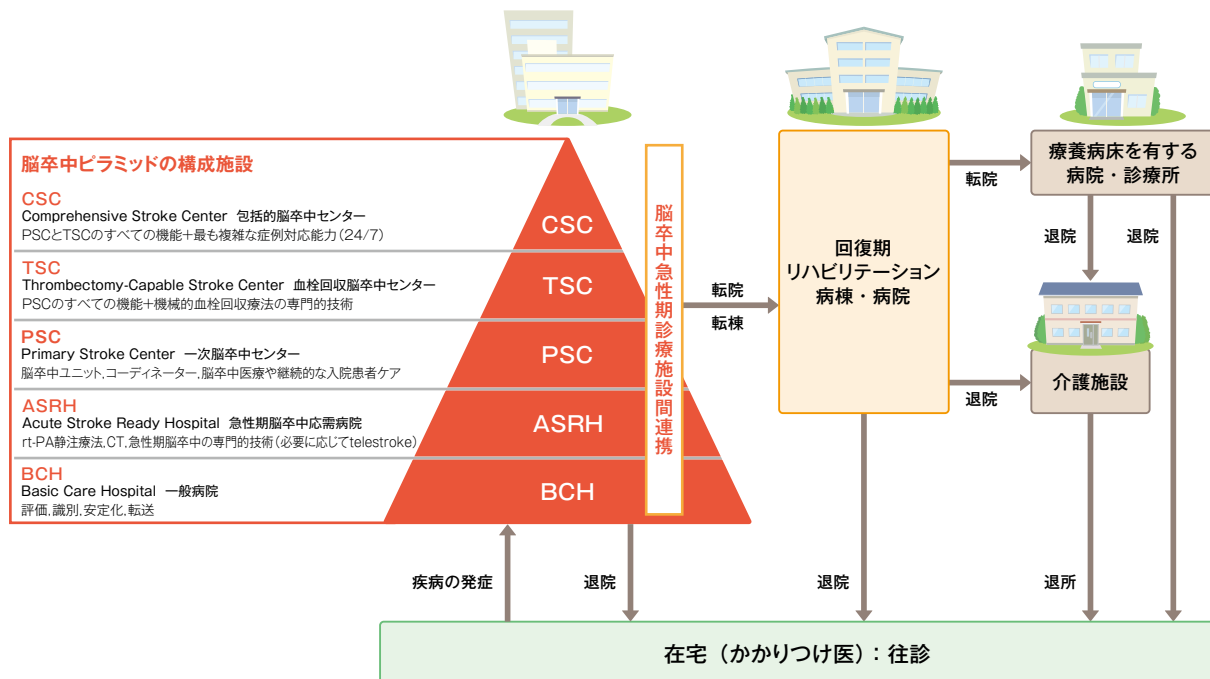 脳卒中ピラミッドの構成施設
CSC
Comprehensive Stroke Center 包括的脳卒中センター
PSCとTSCのすべての機能+最も複雑な症例対応能力(24/7)
TSC
Thrombectomy-Capable Stroke Center 血栓回収脳卒中センター
PSCのすべての機能+機械的血栓回収療法の専門的技術
PSC
Primary Stroke Center 一次脳卒中センター
脳卒中ユニット,コーディネーター,脳卒中医療や継続的な入院患者ケア
ASRH
Acute Stroke Ready Hospital 急性期脳卒中応需病院
rt-PA静注療法,CT,急性期脳卒中の専門的技術(必要に応じてtelestroke)
BCH
Basic Care Hospital 一般病院
評価,識別,安定化,転送
CSC
TSC
PSC
ASRH
BCH
脳卒中急性期診療施設間連携
転院
転棟
回復期
リハビリテーション
病棟・病院
転院
療養病床を有する
病院・診療所
退院
退院
退院
介護施設
疾病の発症
退院
退院
退所
在宅(かかりつけ医):往診